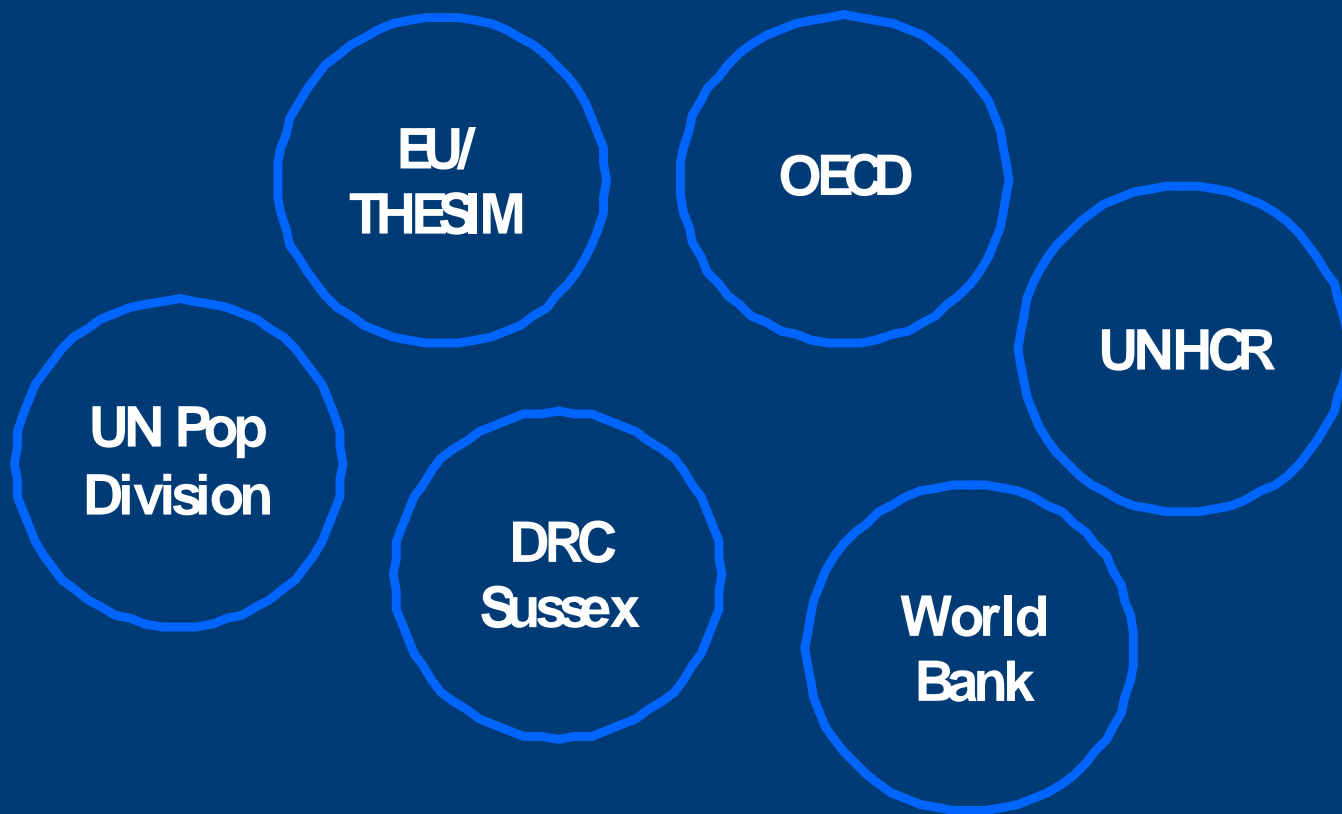 EU/
THESIM
OECD
UNHCR
UN Pop
Division
DRC
Sussex
World
Bank